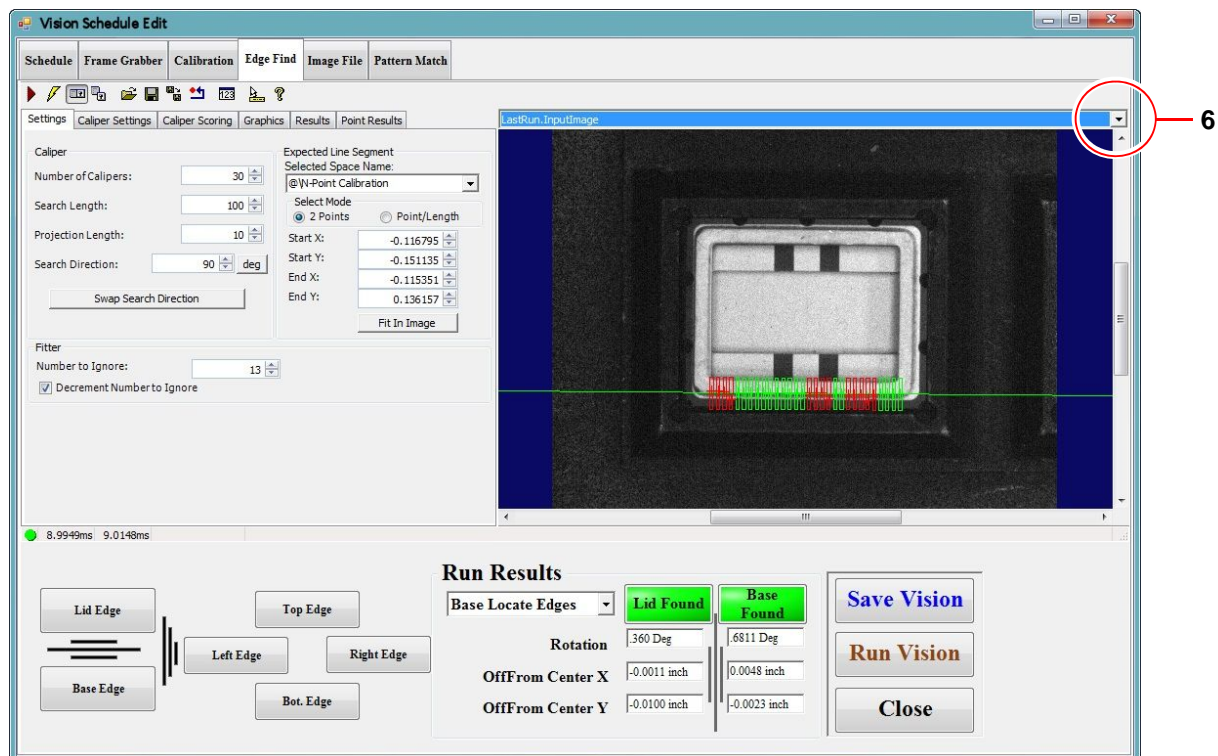 Vision Schedule Edit
Schedule Frame Grabber Calibration Edge Find Image File Pattern Match
123
Settings Caliper Settings Caliper Scoring Graphics Results Point Results
LastRun.InputImage
6
Caliper
Number of Calipers: 30
Search Length: 100
Projection Length: 10
Search Direction: 90 deg
Swap Search Direction
Expected Line Segment
Selected Space Name:
@\N-Point Calibration
Select Mode
2 Points Point/Length
Start X: -0.116795
Start Y: -0.151135
End X: -0.115351
End Y: 0.136157
Fit In Image
Fitter
Number to Ignore: 13
Decrement Number to Ignore
8.9949ms 9.0148ms
Lid Edge
Base Edge
Top Edge
Left Edge
Right Edge
Bot. Edge
Run Results
Base Locate Edges Lid Found Base Found
Rotation .360 Deg .6811 Deg
OffFrom Center X -0.0011 inch 0.0048 inch
OffFrom Center Y -0.0100 inch -0.0023 inch
Save Vision
Run Vision
Close